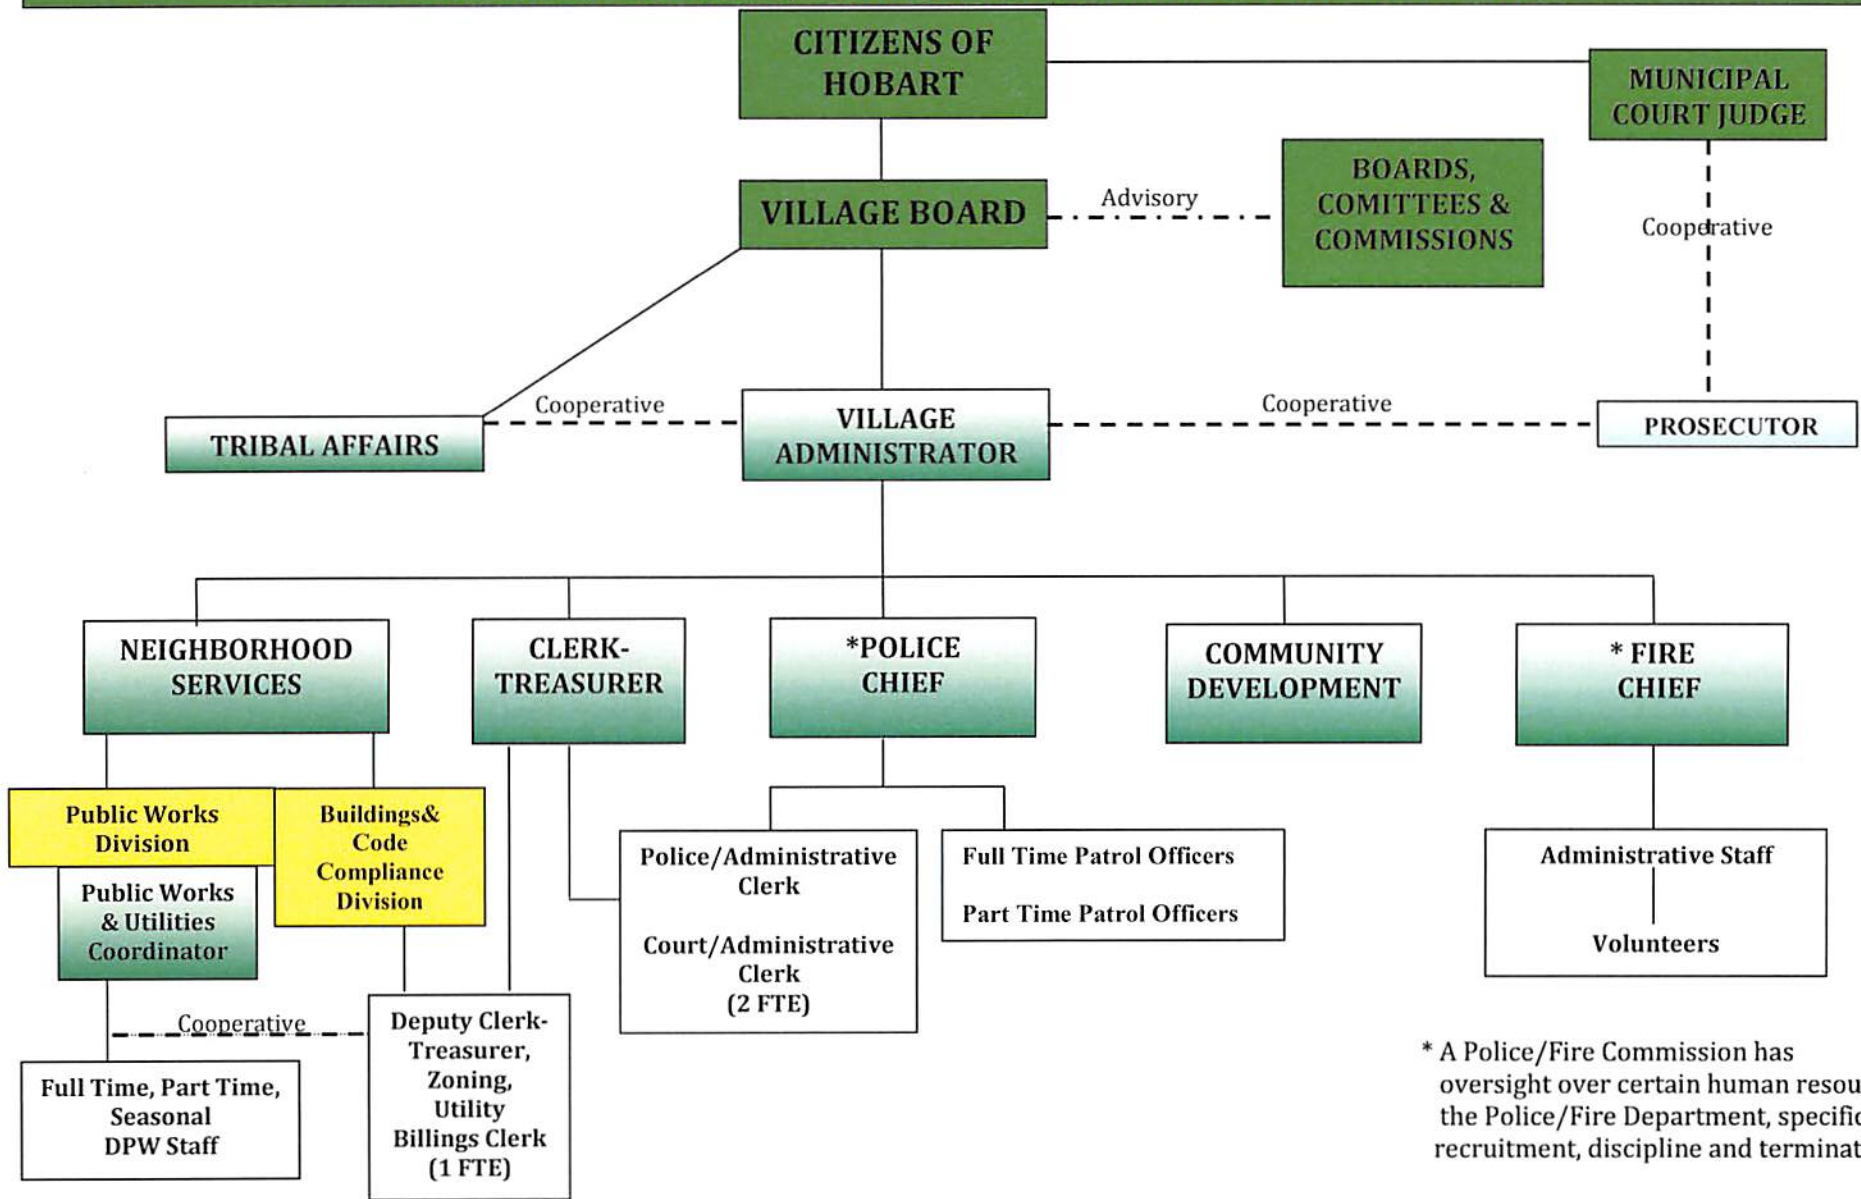 CITIZENS OF
HOBART
MUNICIPAL
COURT JUDGE
VILLAGE BOARD
Advisory
BOARDS,
COMITTEES &
COMMISSIONS
Cooperative
TRIBAL AFFAIRS
Cooperative
VILLAGE
ADMINISTRATOR
Cooperative
PROSECUTOR
NEIGHBORHOOD
SERVICES
CLERK-
TREASURER
*POLICE
CHIEF
COMMUNITY
DEVELOPMENT
* FIRE
CHIEF
Public Works
Division
Public Works
& Utilities
Coordinator
Buildings&
Code
Compliance
Division
Police/Administrative
Clerk
Court/Administrative
Clerk
(2 FTE)
Full Time Patrol Officers
Part Time Patrol Officers
Administrative Staff
Volunteers
Cooperative
Full Time, Part Time,
Seasonal
DPW Staff
Deputy Clerk-
Treasurer,
Zoning,
Utility
Billings Clerk
(1 FTE)
* A Police/Fire Commission has
oversight over certain human
the Police/Fire Department,
recruitment, discipline and